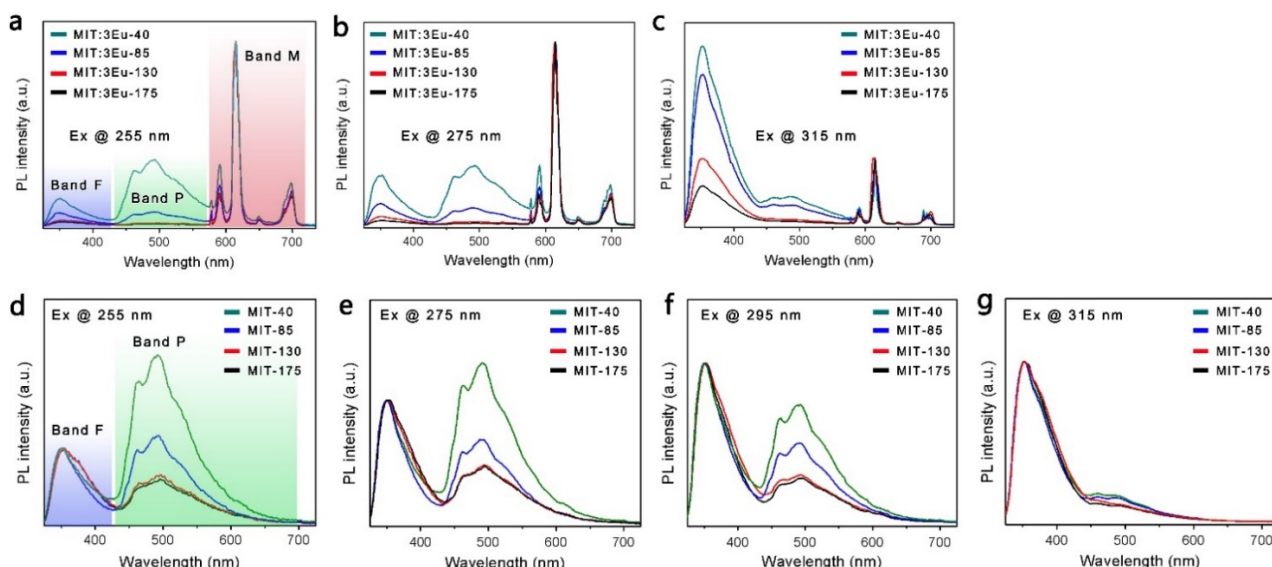 a
MIT:3Eu-40
MIT:3Eu-85
MIT:3Eu-130
MIT:3Eu-175
Band M
Ex @ 255 nm
Band F
Band P
PL intensity (a.u.)
400 500 600 700
Wavelength (nm)
b
MIT:3Eu-40
MIT:3Eu-85
MIT:3Eu-130
MIT:3Eu-175
Ex @ 275 nm
PL intensity (a.u.)
400 500 600 700
Wavelength (nm)
c
MIT:3Eu-40
MIT:3Eu-85
MIT:3Eu-130
MIT:3Eu-175
Ex @ 315 nm
PL intensity (a.u.)
400 500 600 700
Wavelength (nm)
d
Ex @ 255 nm
MIT-40
MIT-85
MIT-130
MIT-175
Band P
Band F
PL intensity (a.u.)
400 500 600 700
Wavelength (nm)
e
Ex @ 275 nm
MIT-40
MIT-85
MIT-130
MIT-175
PL intensity (a.u.)
400 500 600 700
Wavelength (nm)
f
Ex @ 295 nm
MIT-40
MIT-85
MIT-130
MIT-175
PL intensity (a.u.)
400 500 600 700
Wavelength (nm)
g
Ex @ 315 nm
MIT-40
MIT-85
MIT-130
MIT-175
PL intensity (a.u.)
400 500 600 700
Wavelength (nm)